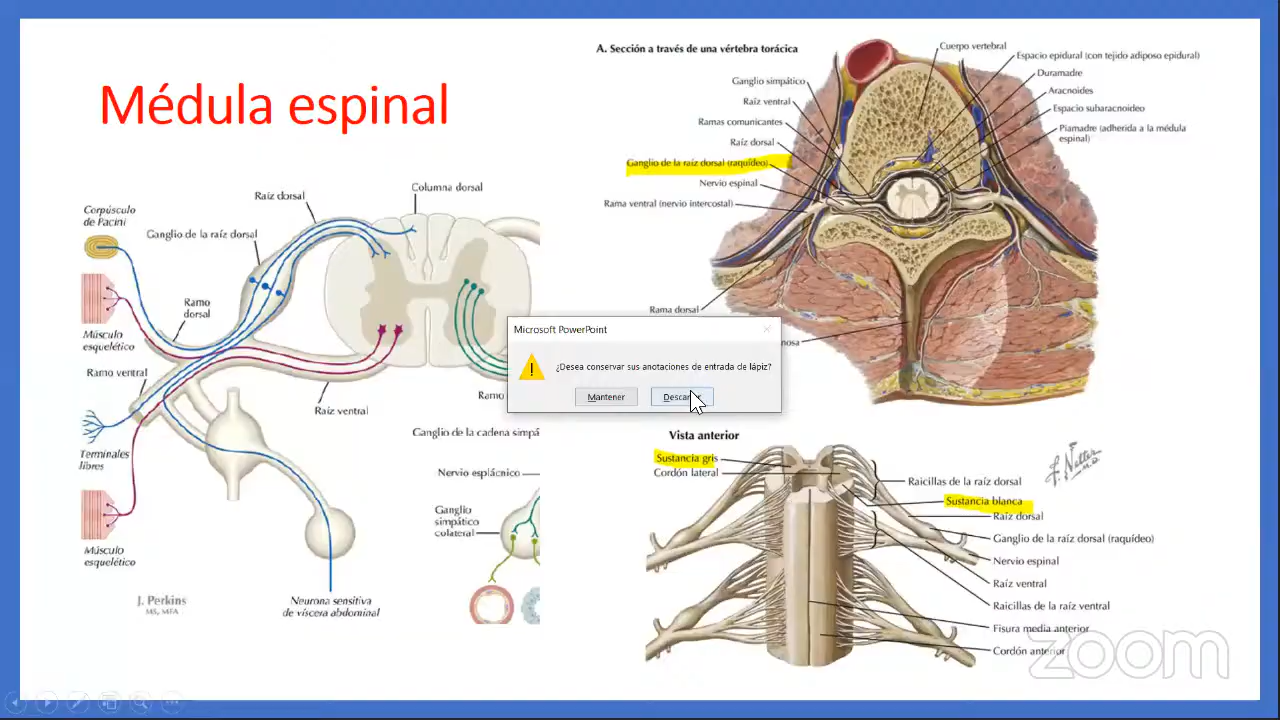 Médula espinal
Raíz dorsal
Columna dorsal
Corpúsculo
de Pacini
Ganglio de la raíz dorsal
Ramo
dorsal
Músculo
esquelético
Ramo ventral
Raíz ventral
Terminales
libres
Músculo
esquelético
J. Perkins
MS, MFA
Neurona sensitiva
de víscera abdominal
Ramo
Ganglio de la cadena simpá
Nervio esplácnico
Ganglio
simpático
colateral
A. Sección a través de una vértebra torácica
Ganglio simpático
Raíz ventral
Ramas comunicantes
Raíz dorsal
Ganglio de la raíz dorsal (raquídeo)
Nervio espinal
Rama ventral (nervio intercostal)
Rama dorsal
nosa
Cuerpo vertebral
Espacio epidural (con tejido adiposo epidural)
Duramadre
Aracnoides
Espacio subaracnoideo
Piamadre (adherida a la médula
espinal)
Microsoft PowerPoint
¿Desea conservar sus anotaciones de entrada de lápiz?
Mantener
Vista anterior
Sustancia gris
Cordón lateral
Raicillas de la raíz dorsal
Sustancia blanca
Raíz dorsal
Ganglio de la raíz dorsal (raquídeo)
Nervio espinal
Raíz ventral
Raicillas de la raíz ventral
Fisura media anterior
Cordón anterior
zoom